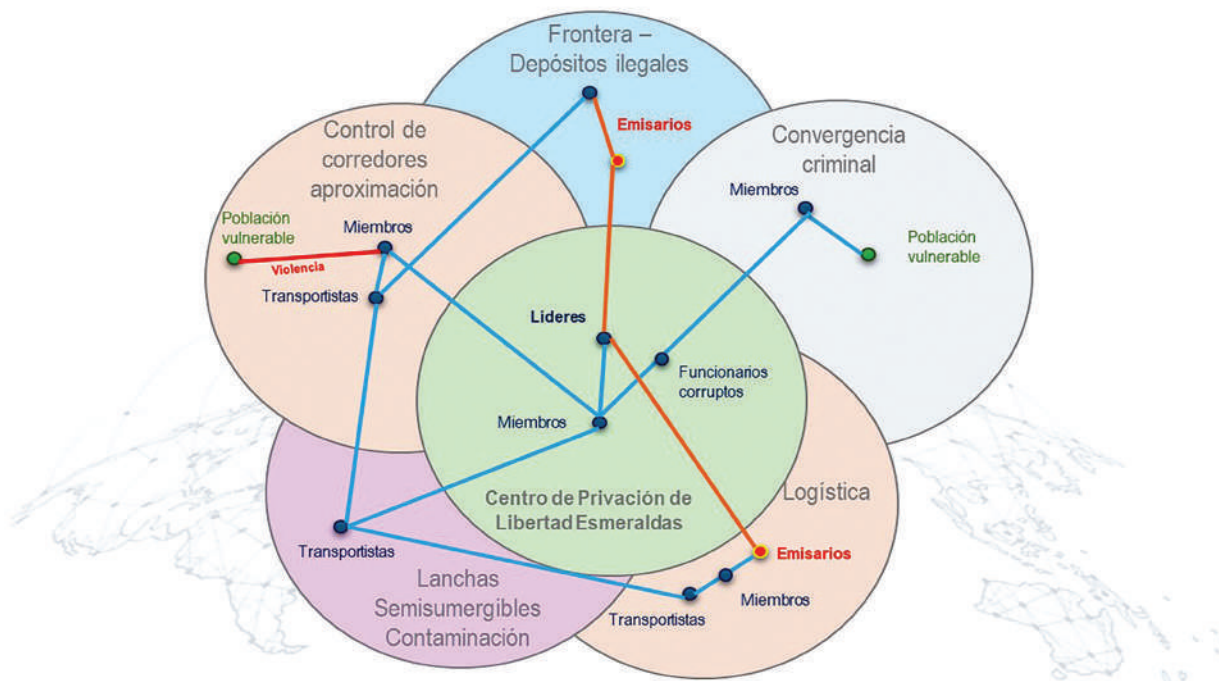 Frontera –
Depósitos ilegales
Emisarios
Control de
corredores
aproximación
Convergencia
criminal
Miembros
Población
vulnerable
Miembros
Violencia
Transportistas
Población
vulnerable
Lideres
Funcionarios
corruptos
Miembros
Centro de Privación de
Libertad Esmeraldas
Logística
Transportistas
Emisarios
Miembros
Transportistas
Lanchas
Semisumergibles
Contaminación